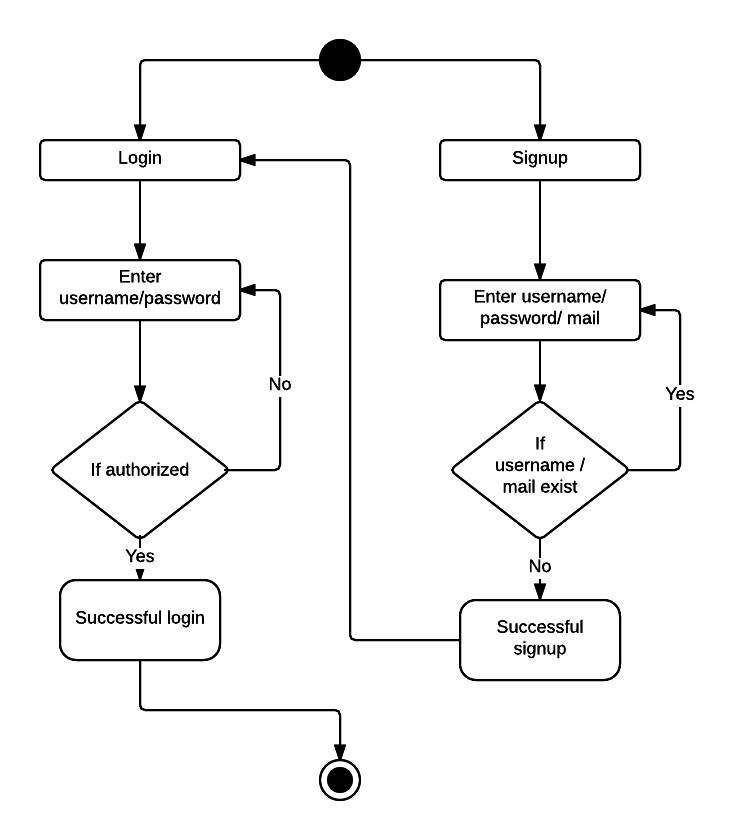 Login
Signup
Enter
username/password
Enter username/
password/ mail
No
Yes
If authorized
If
username /
mail exist
Yes
No
Successful login
Successful
signup